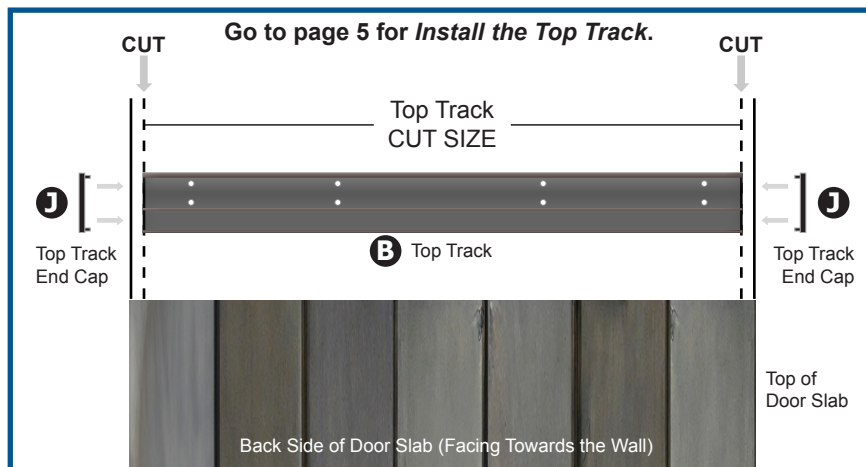 Go to page 5 for Install the Top Track.
CUT
CUT
Top Track
CUT SIZE
J
J
Top Track
End Cap
B Top Track
Top Track
End Cap
Top of
Door Slab
Back Side of Door Slab (Facing Towards the Wall)